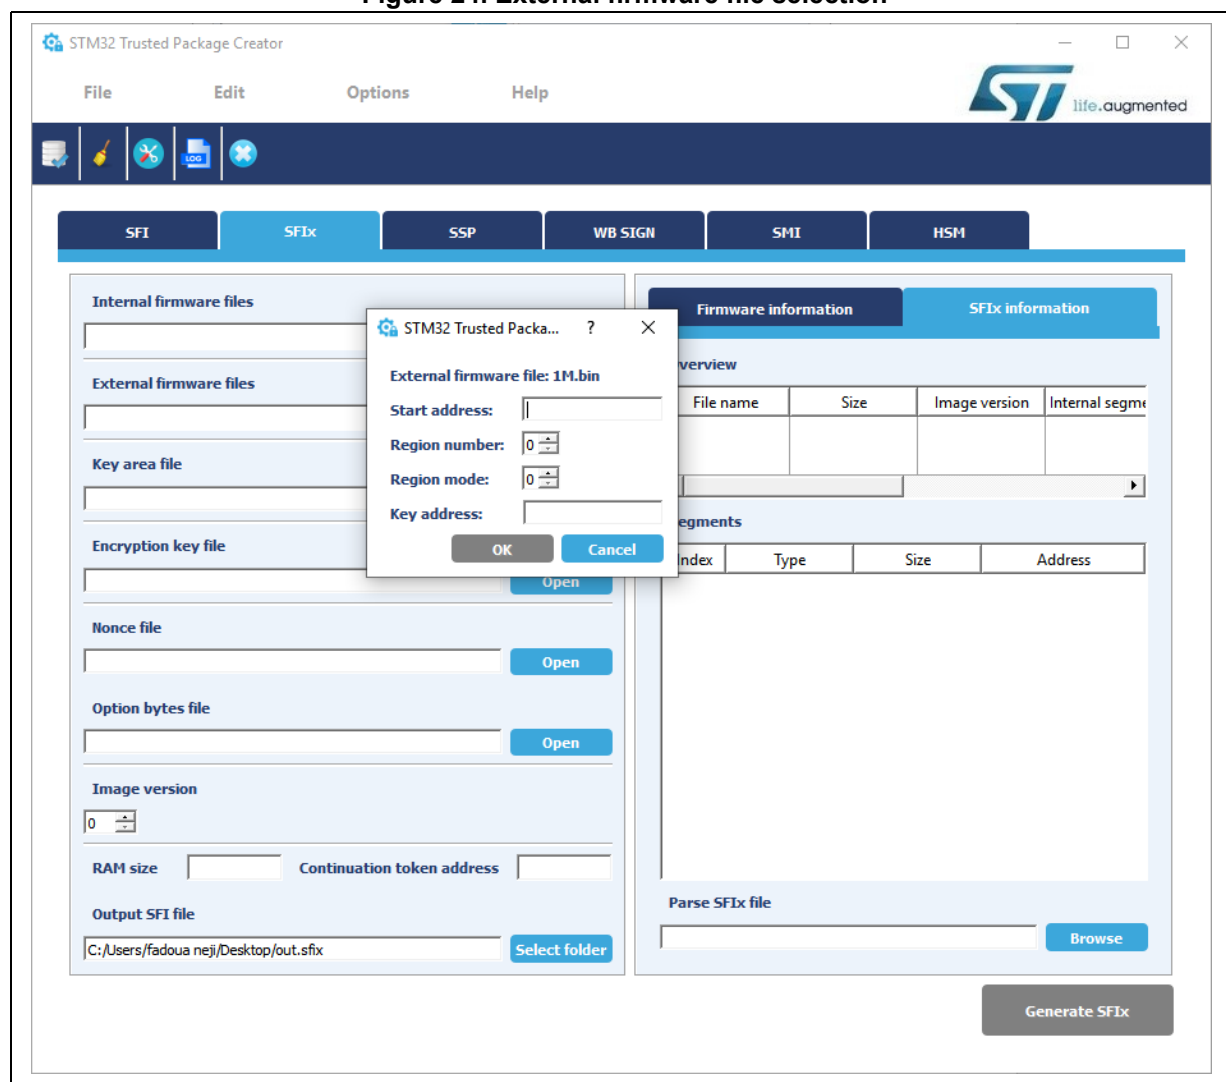 STM32 Trusted Package Creator
File Edit Options Help
ST life.augmented
LOG
SFI SFIx SSP WB SIGN SMI HSM
Internal firmware files
External firmware files
Key area file
Encryption key file
Open
Nonce file
Open
Option bytes file
Open
Image version
0
RAM size Continuation token address
Output SFI file
C:/Users/fadoua neji/Desktop/out.sfix Select folder
STM32 Trusted Packa... ?
External firmware file: 1M.bin
Start address:
Region number: 0
Region mode: 0
Key address:
OK Cancel
Firmware information SFIx information
verview
File name Size Image version Internal segme
egments
ndex Type Size Address
Parse SFIx file
Browse
Generate SFIx